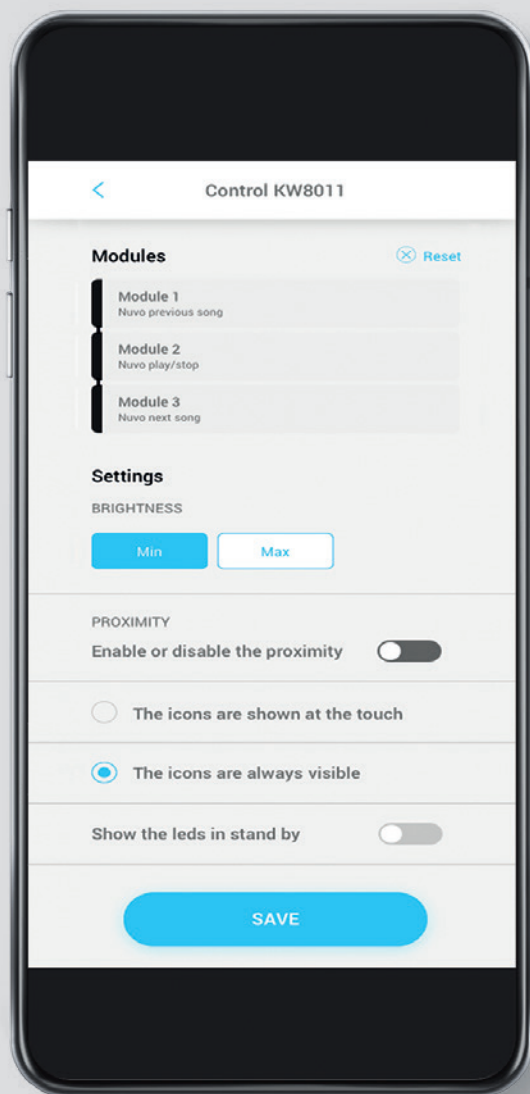 Control KW8011
Modules
Reset
Module 1
Nuvo previous song
Module 2
Nuvo play/stop
Module 3
Nuvo next song
Settings
BRIGHTNESS
Min
Max
PROXIMITY
Enable or disable the proximity
The icons are shown at the touch
The icons are always visible
Show the leds in stand by
SAVE